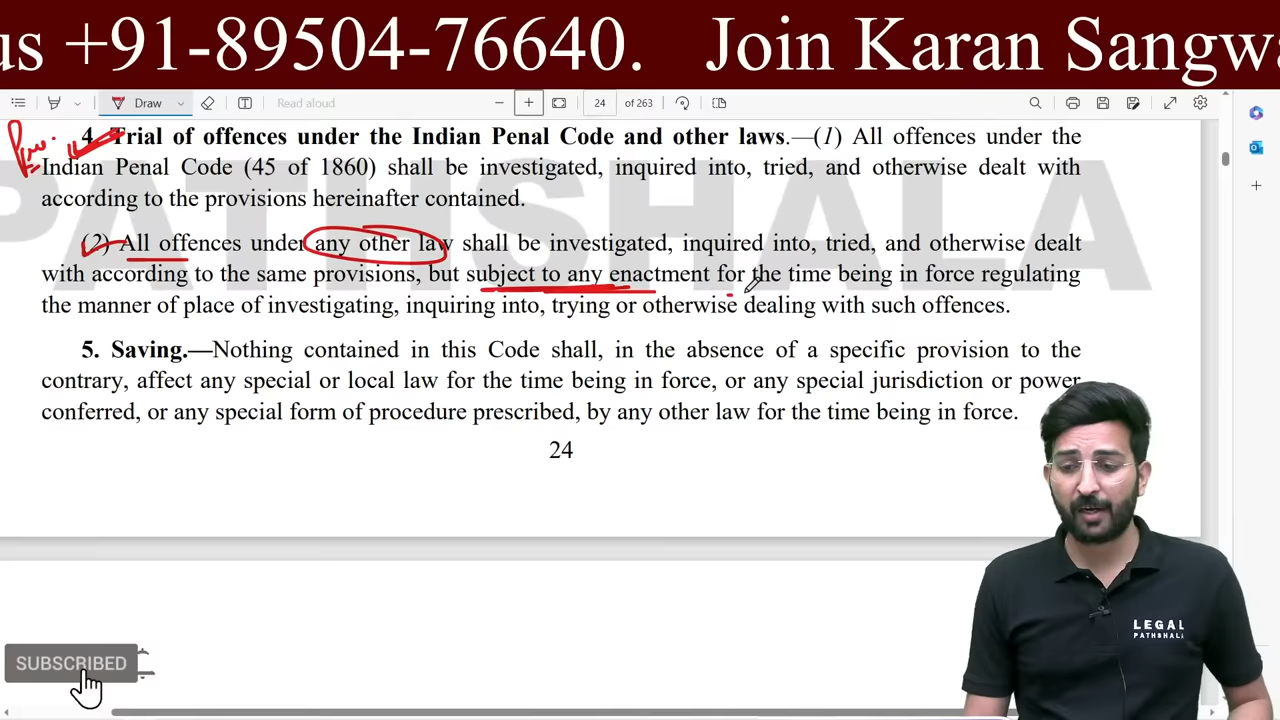 us +91-89504-76640. Join Karan Sangwa
Draw
Read aloud
24 of 263
4. Trial of offences under the Indian Penal Code and other laws.—(1) All offences under the
Indian Penal Code (45 of 1860) shall be investigated, inquired into, tried, and otherwise dealt with
according to the provisions hereinafter contained.
(2) All offences under any other law shall be investigated, inquired into, tried, and otherwise dealt
with according to the same provisions, but subject to any enactment for the time being in force regulating
the manner of place of investigating, inquiring into, trying or otherwise dealing with such offences.
5. Saving.—Nothing contained in this Code shall, in the absence of a specific provision to the
contrary, affect any special or local law for the time being in force, or any special jurisdiction or power
conferred, or any special form of procedure prescribed, by any other law for the time being in force.
24
PATHSHALA
LEGAL
PATHSHALA
SUBSCRIBED